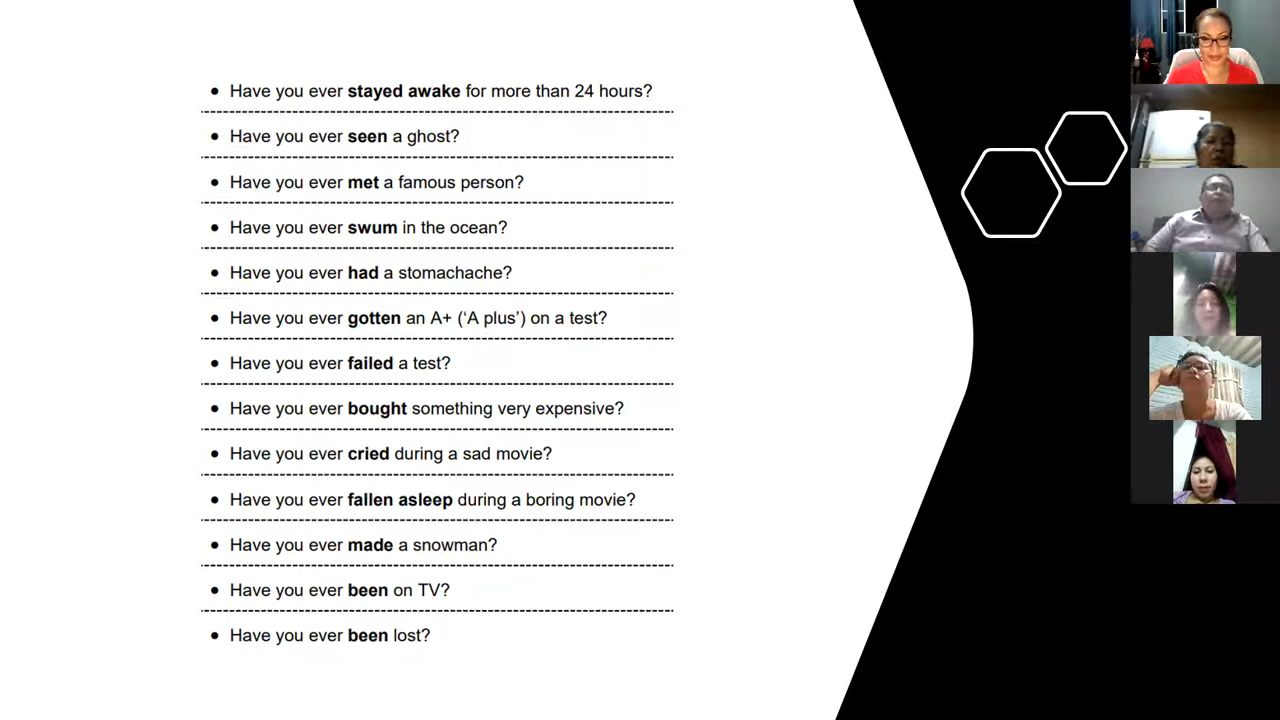 • Have you ever stayed awake for more than 24 hours?
• Have you ever seen a ghost?
• Have you ever met a famous person?
• Have you ever swum in the ocean?
• Have you ever had a stomachache?
• Have you ever gotten an A+ (‘A plus’) on a test?
• Have you ever failed a test?
• Have you ever bought something very expensive?
• Have you ever cried during a sad movie?
• Have you ever fallen asleep during a boring movie?
• Have you ever made a snowman?
• Have you ever been on TV?
• Have you ever been lost?